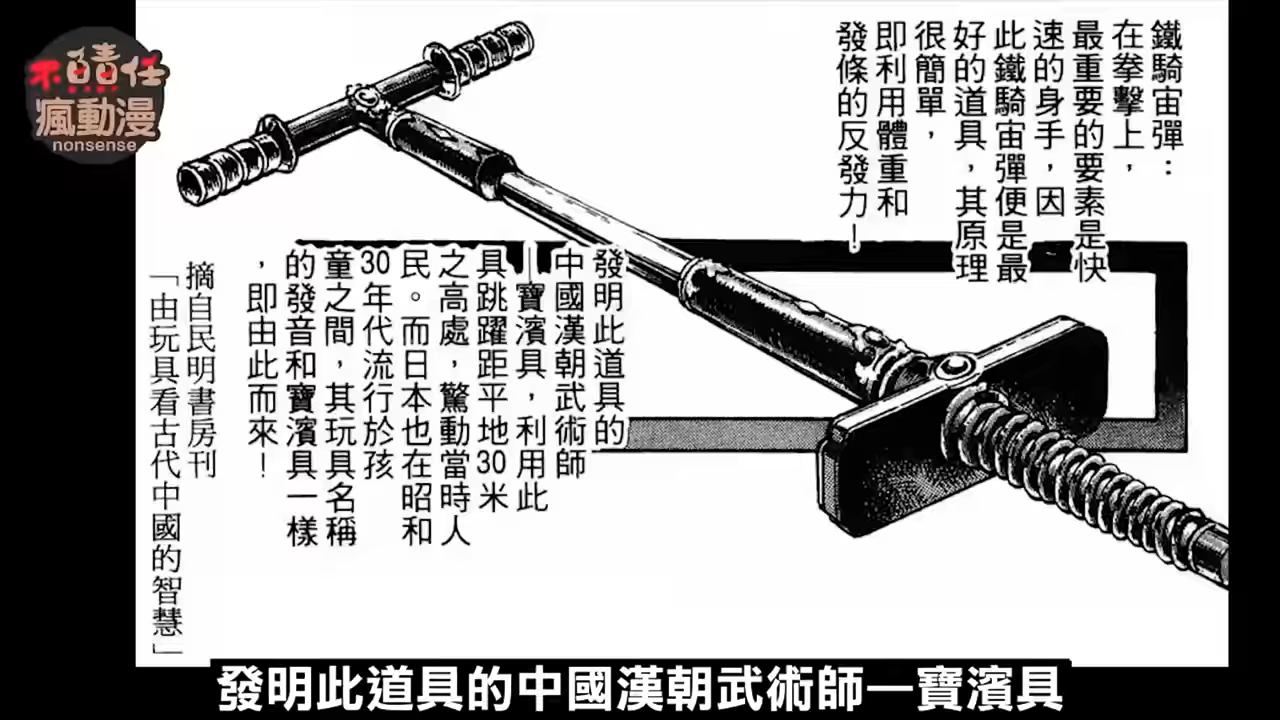 不負責任
瘋動漫
nonsense
鐵騎宙彈：
在拳擊上，
最重要的要素是快
速的身手，因
此鐵騎宙彈便是最
好的道具，其原理
很簡單，
即利用體重和
發條的反發力！
發明此道具的
中國漢朝武術師
—寶濱具，利用此
具跳躍距平地30米
之高處，驚動當時人
民。而日本也在昭和
30年代流行於孩
童之間，其玩具名稱
的發音和寶濱具一樣
，即由此而來！
摘自民明書房刊
「由玩具看古代中國的智慧」
發明此道具的中國漢朝武術師—寶濱具